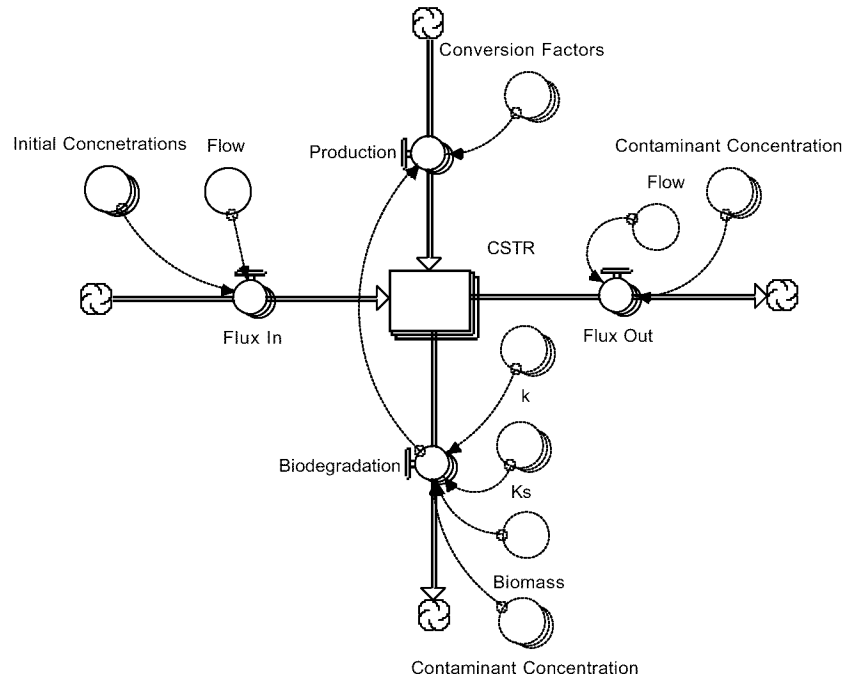 Conversion Factors
Initial Concnetrations
Flow
Production
Contaminant Concentration
Flow
CSTR
Flux In
Flux Out
k
Biodegradation
Ks
Biomass
Contaminant Concentration